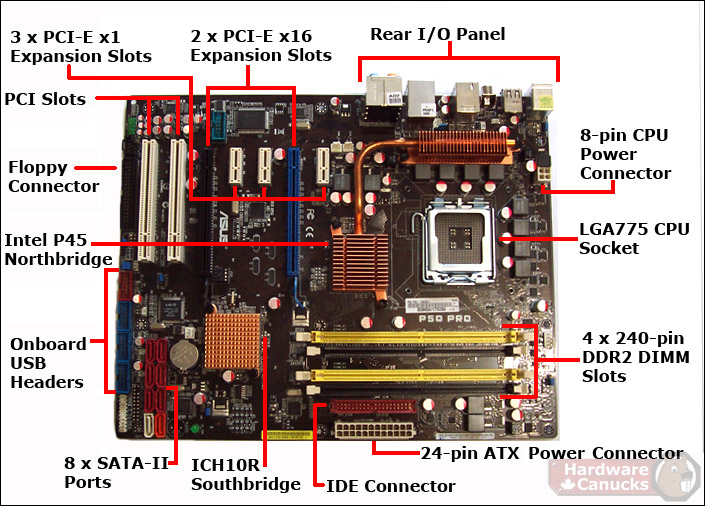 3 x PCI-E x1
Expansion Slots
2 x PCI-E x16
Expansion Slots
Rear I/O Panel
PCI Slots
8-pin CPU
Power
Connector
Floppy
Connector
ASUS
LGA775 CPU
Socket
Intel P45
Northbridge
P5Q PRO
Onboard
USB
Headers
4 x 240-pin
DDR2 DIMM
Slots
8 x SATA-II
Ports
ICH10R
Southbridge
IDE Connector
24-pin ATX Power Connector
Hardware
Canucks